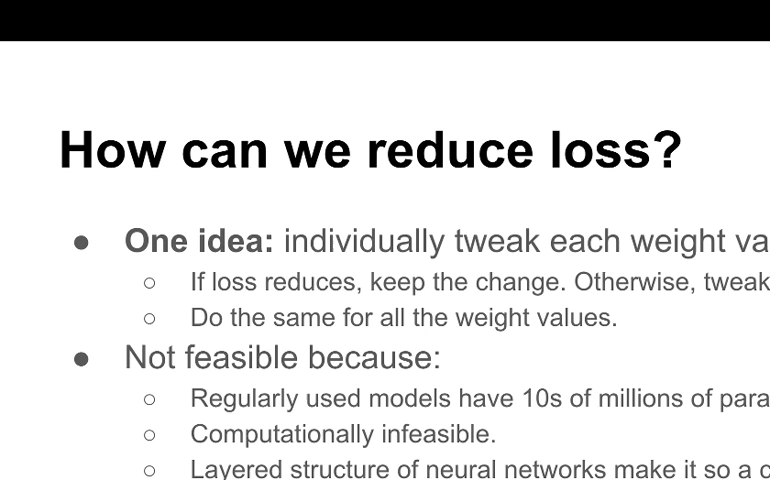 How can we reduce loss?
● One idea: individually tweak each weight va
○ If loss reduces, keep the change. Otherwise, tweak
○ Do the same for all the weight values.
● Not feasible because:
○ Regularly used models have 10s of millions of para
○ Computationally infeasible.
○ Layered structure of neural networks make it so a c